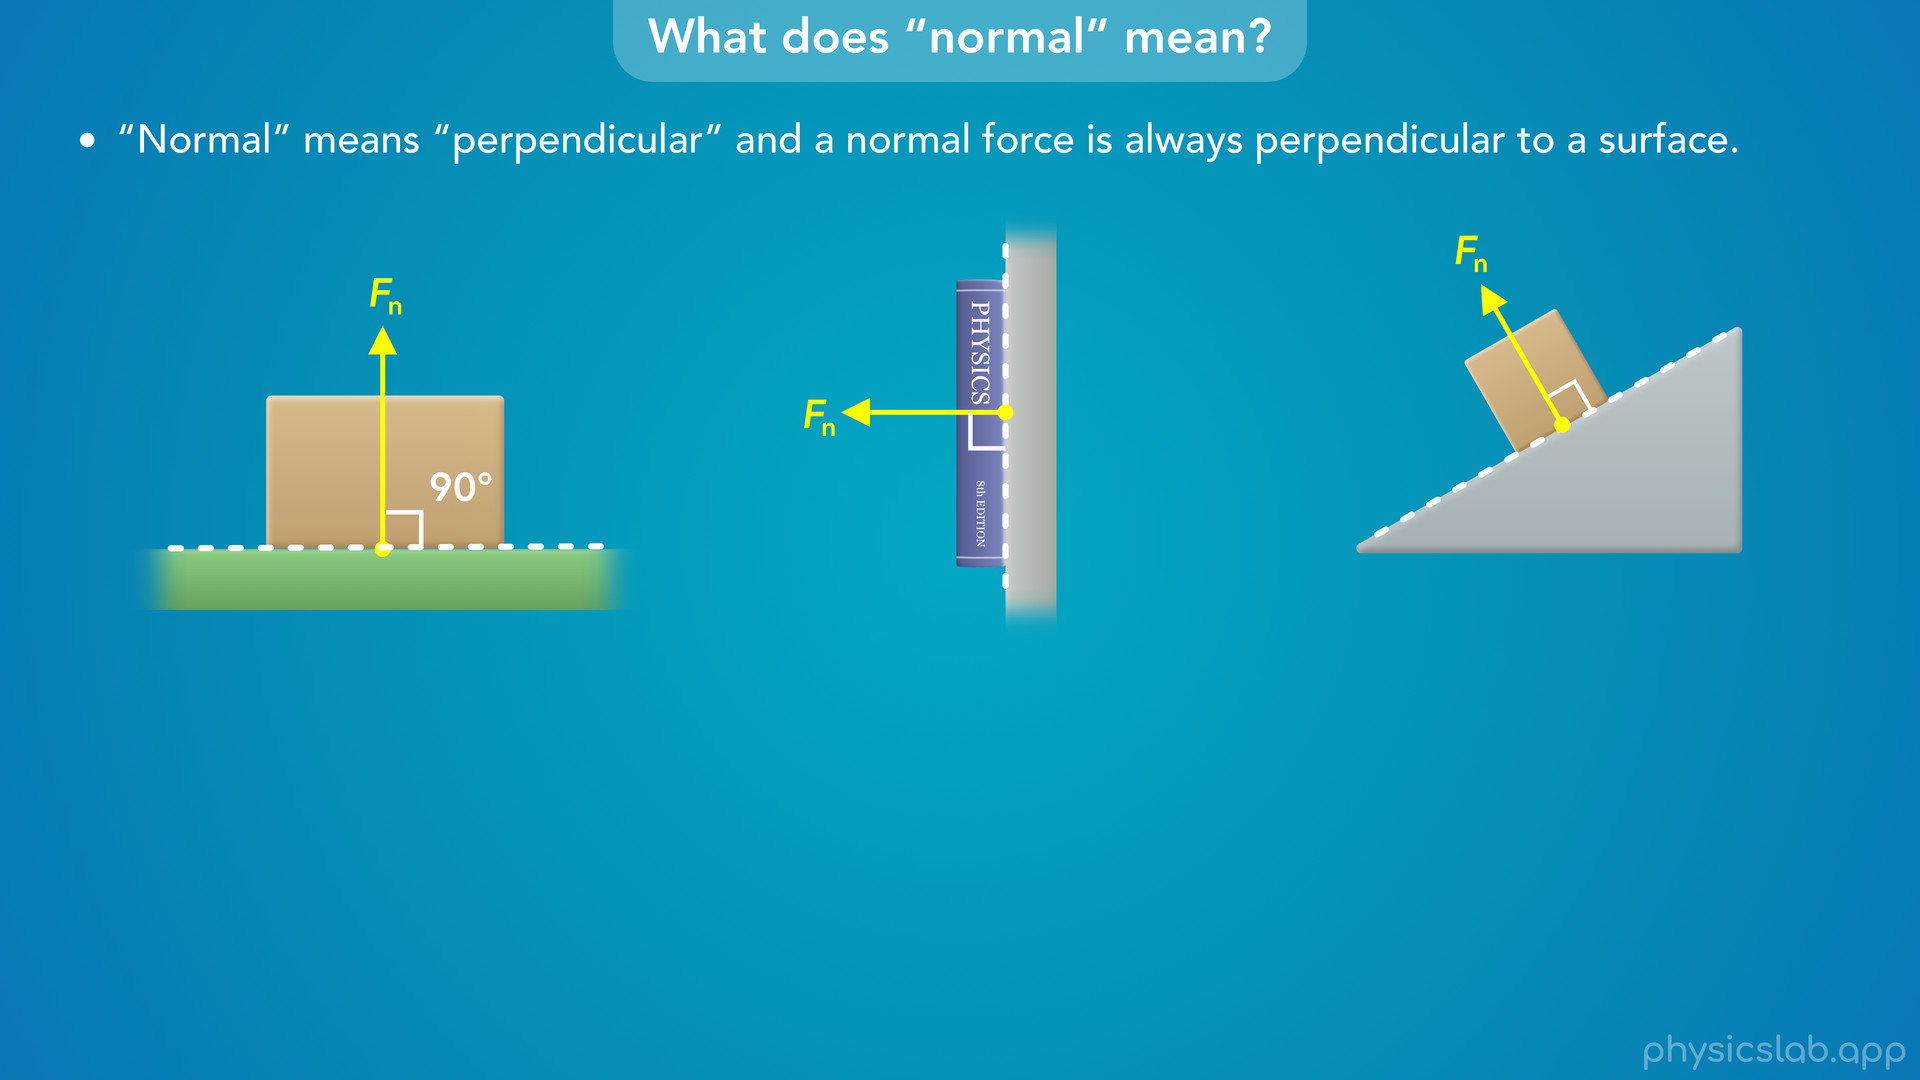 What does “normal” mean?
• “Normal” means “perpendicular” and a normal force is always perpendicular to a surface.
Fn
90°
Fn
PHYSICS
8th EDITION
Fn
physicslab.app